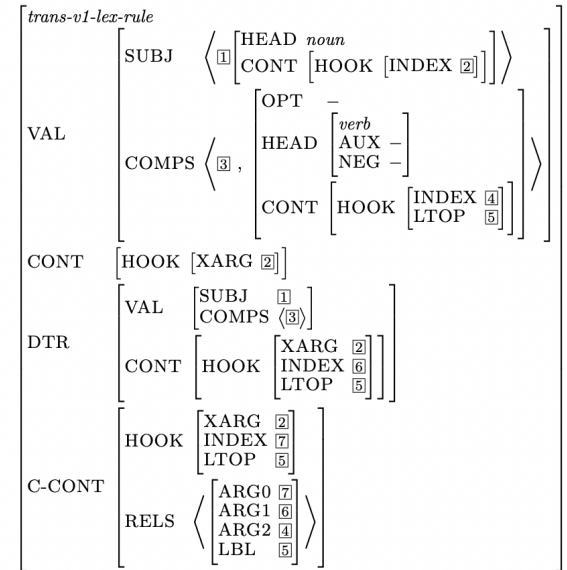 trans-v1-lex-rule
SUBJ ⟨ 1 [HEAD noun
CONT [HOOK [INDEX 2]]] ⟩
VAL
OPT −
HEAD [verb
AUX −
NEG −]
COMPS ⟨ 3 ,
CONT [HOOK [INDEX 4
LTOP 5]] ⟩
CONT [HOOK [XARG 2]]
VAL [SUBJ 1
COMPS ⟨3⟩]
DTR
CONT [HOOK [XARG 2
INDEX 6
LTOP 5]]
HOOK [XARG 2
INDEX 7
LTOP 5]
C-CONT
RELS ⟨ [ARG0 7
ARG1 6
ARG2 4
LBL 5] ⟩